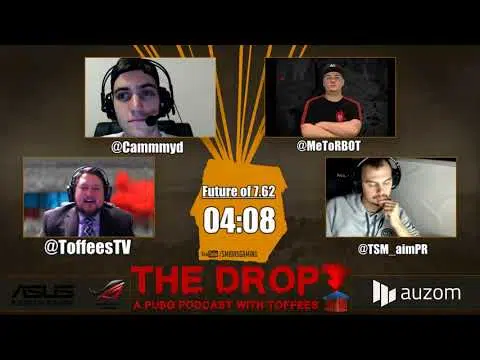 @Cammmyd
@MeToRBOT
Future of 7.62
04:08
@ToffeesTV
@TSM_aimPR
THE DROP
A PUBG PODCAST WITH TOFFEES
ASUS
auzom